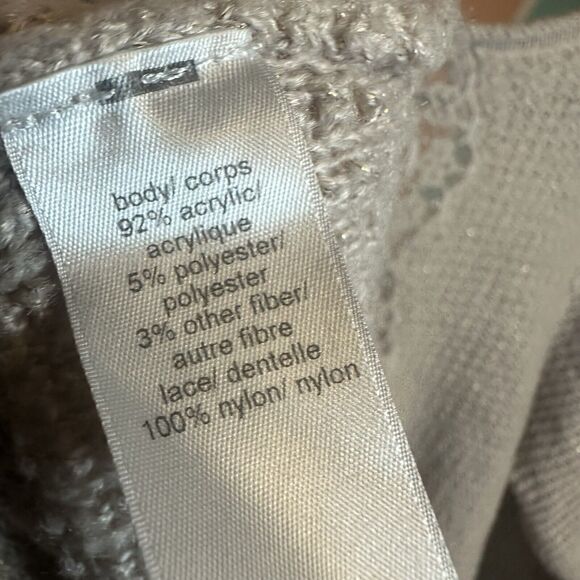 body/ corps
92% acrylic/
acrylique
5% polyester/
polyester
3% other fiber/
autre fibre
lace/ dentelle
100% nylon/ nylon